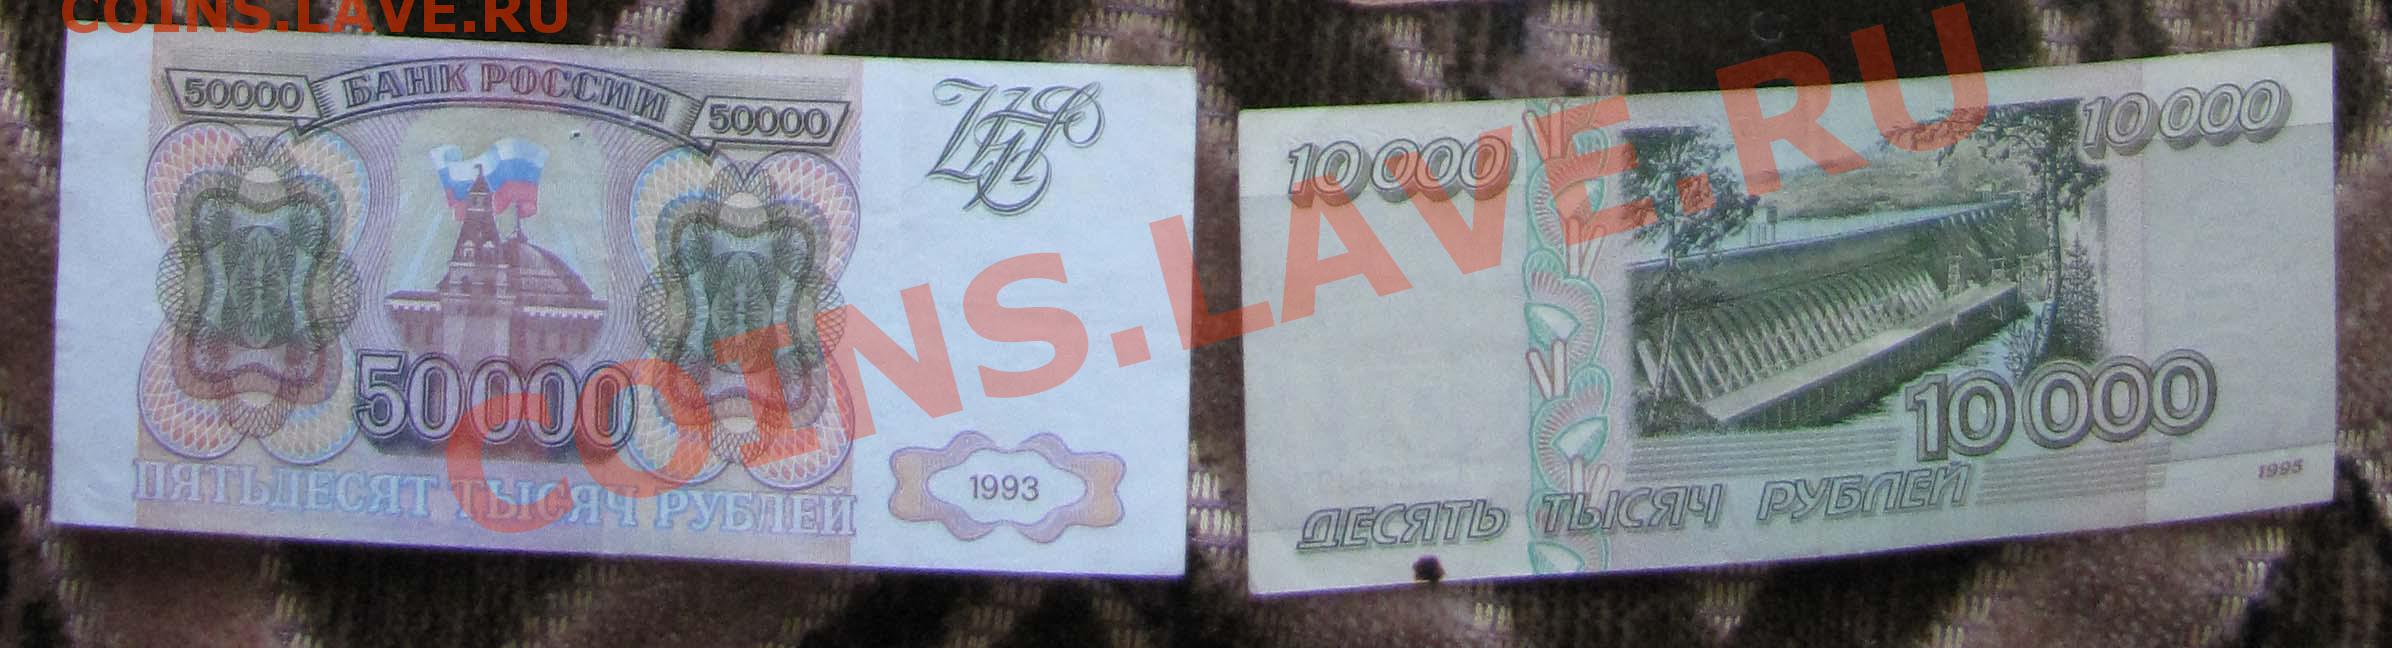 COINS.LAVE.RU
БАНК РОССИИ
50000
50000
50000
ПЯТЬДЕСЯТ ТЫСЯЧ РУБЛЕЙ
1993
10 000
10 000
10 000
ДЕСЯТЬ ТЫСЯЧ РУБЛЕЙ
1995
COINS.LAVE.RU